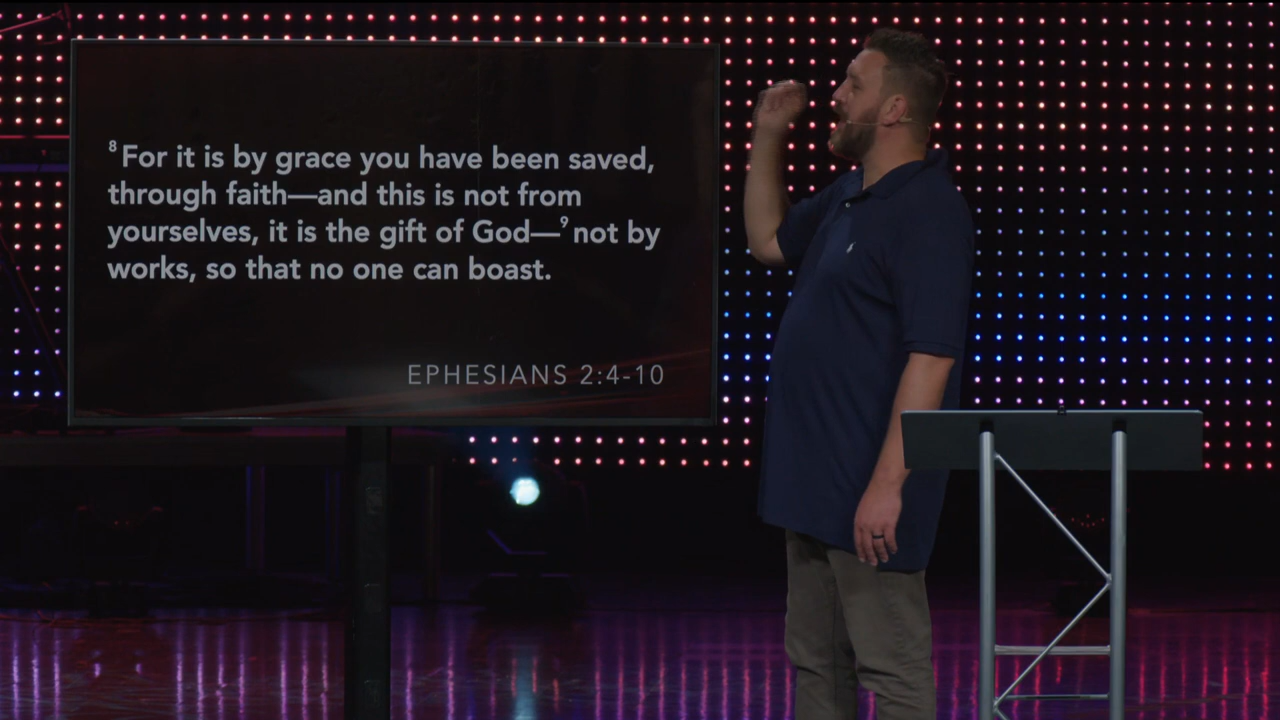 ⁸ For it is by grace you have been saved,
through faith—and this is not from
yourselves, it is the gift of God—⁹ not by
works, so that no one can boast.
EPHESIANS 2:4-10